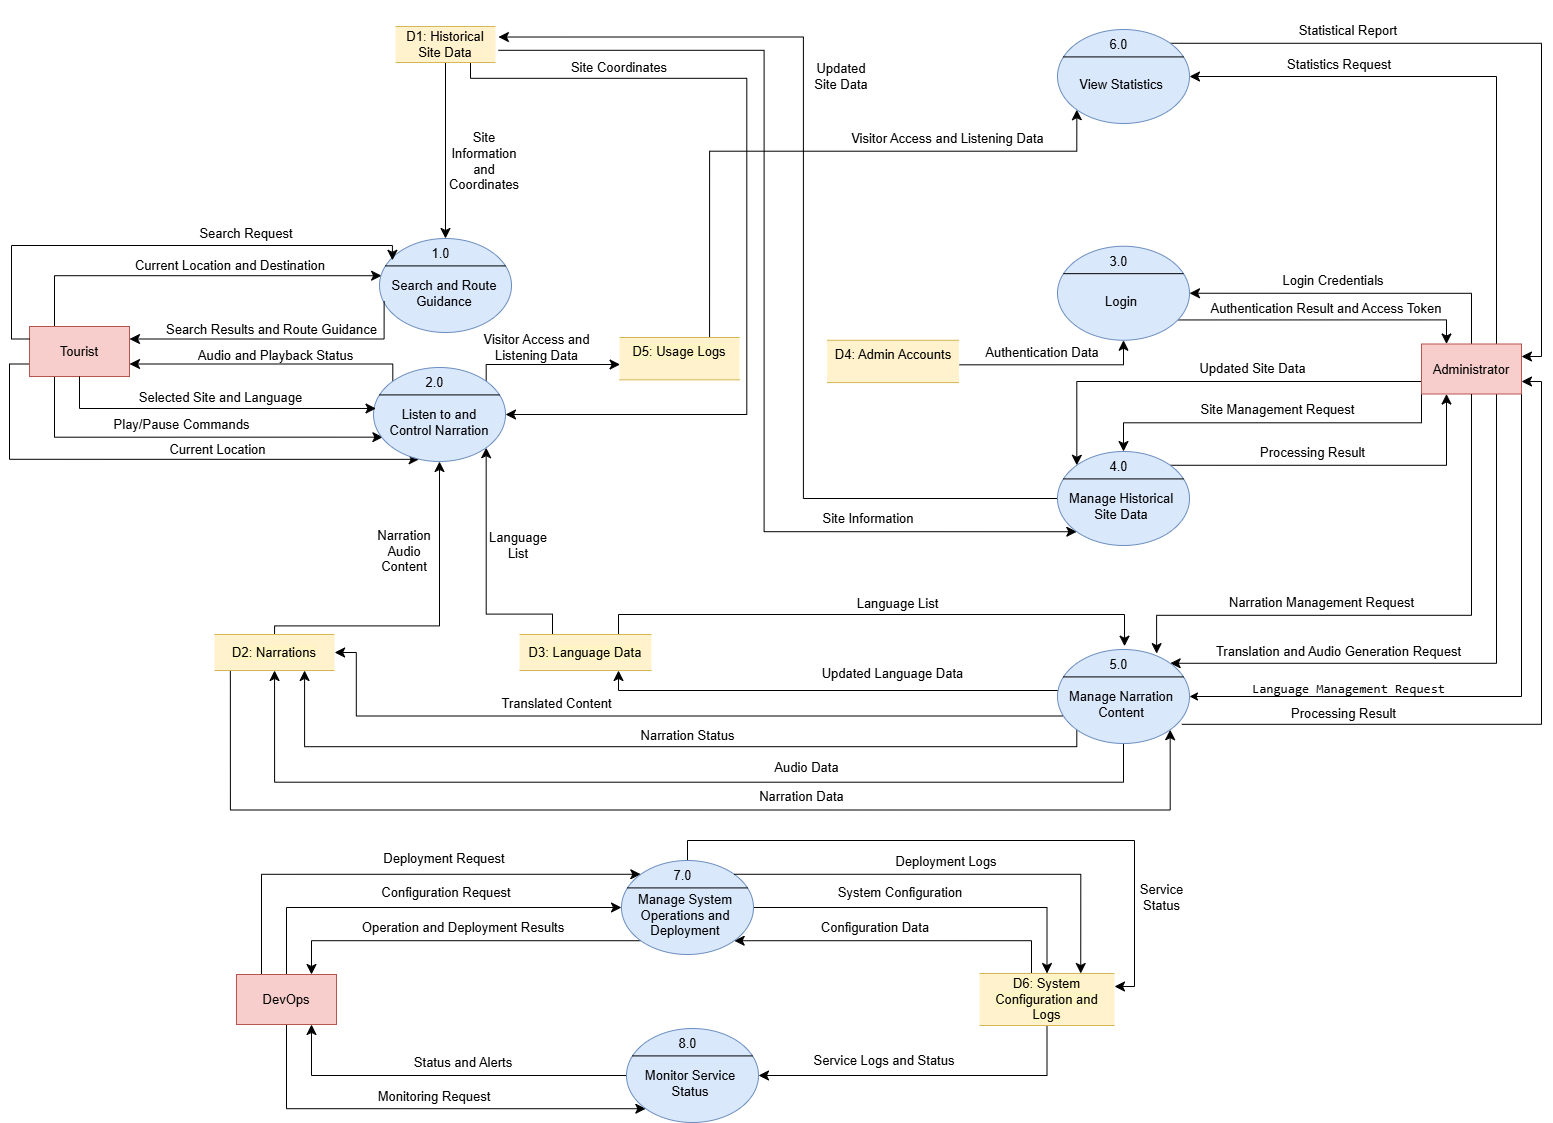 D1: Historical
Site Data
6.0
View Statistics
Statistical Report
Statistics Request
Site Coordinates
Updated
Site Data
Visitor Access and Listening Data
Site
Information
and
Coordinates
Search Request
Current Location and Destination
1.0
Search and Route
Guidance
Search Results and Route Guidance
3.0
Login
Login Credentials
Authentication Result and Access Token
Tourist
Audio and Playback Status
Visitor Access and
Listening Data
D5: Usage Logs
D4: Admin Accounts
Authentication Data
Administrator
2.0
Listen to and
Control Narration
Selected Site and Language
Play/Pause Commands
Current Location
Updated Site Data
Site Management Request
Processing Result
4.0
Manage Historical
Site Data
Site Information
Narration
Audio
Content
Language
List
Language List
Narration Management Request
D2: Narrations
D3: Language Data
Translation and Audio Generation Request
5.0
Manage Narration
Content
Updated Language Data
Language Management Request
Translated Content
Processing Result
Narration Status
Audio Data
Narration Data
Deployment Request
Configuration Request
Operation and Deployment Results
7.0
Manage System
Operations and
Deployment
Deployment Logs
System Configuration
Configuration Data
Service
Status
DevOps
D6: System
Configuration and
Logs
8.0
Monitor Service
Status
Status and Alerts
Monitoring Request
Service Logs and Status